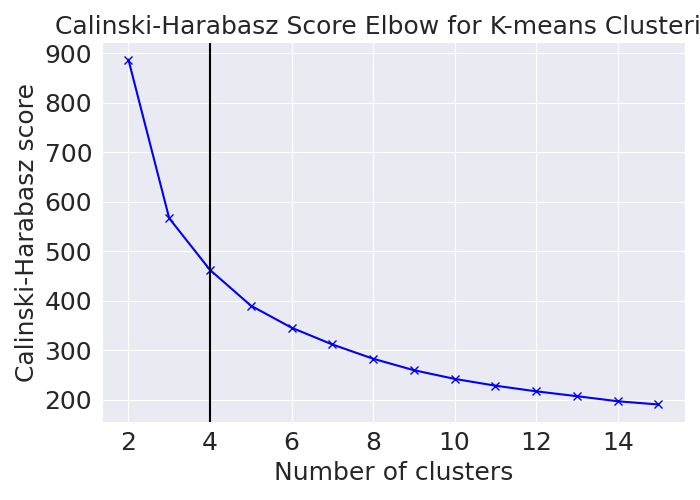 Calinski-Harabasz Score Elbow for K-means Clusteri
900
800
700
600
500
400
300
200
Calinski-Harabasz score
2 4 6 8 10 12 14
Number of clusters